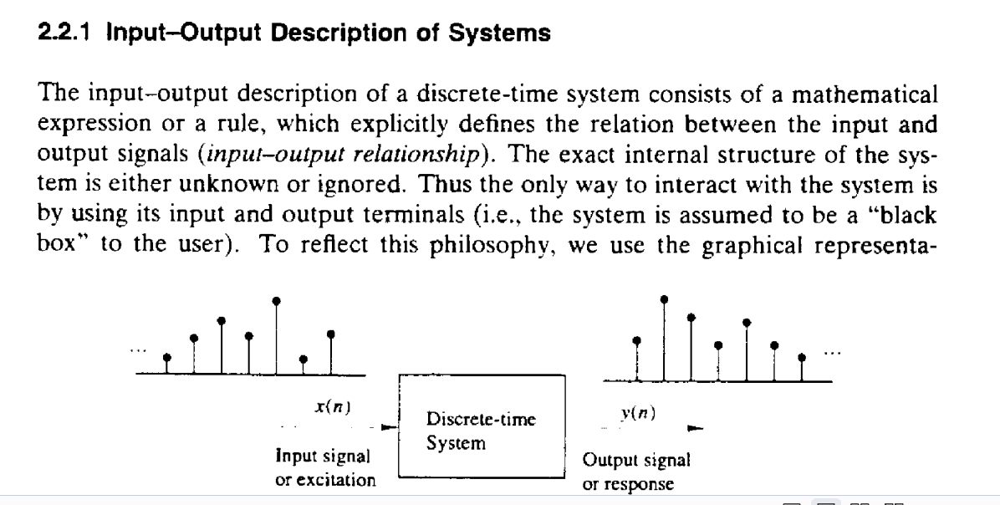 2.2.1 Input–Output Description of Systems
The input–output description of a discrete-time system consists of a mathematical
expression or a rule, which explicitly defines the relation between the input and
output signals (input–output relationship). The exact internal structure of the sys-
tem is either unknown or ignored. Thus the only way to interact with the system is
by using its input and output terminals (i.e., the system is assumed to be a “black
box” to the user). To reflect this philosophy, we use the graphical representa-
...
...
x(n)
y(n)
Discrete-time
System
Input signal
or excitation
Output signal
or response